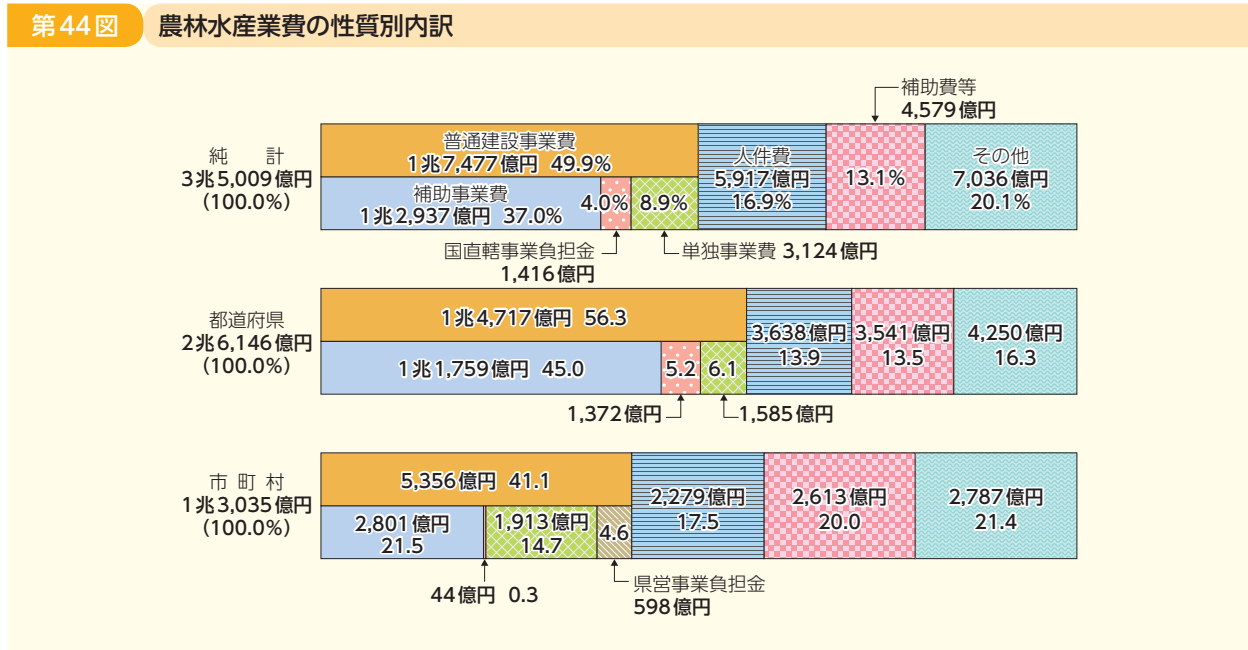 第44図 農林水産業費の性質別内訳
補助費等
4,579億円
純計
3兆5,009億円
(100.0%)
普通建設事業費
1兆7,477億円 49.9%
人件費
5,917億円
16.9%
13.1%
その他
7,036億円
20.1%
補助事業費
1兆2,937億円 37.0%
4.0%
8.9%
国直轄事業負担金
1,416億円
単独事業費 3,124億円
都道府県
2兆6,146億円
(100.0%)
1兆4,717億円 56.3
3,638億円
13.9
3,541億円
13.5
4,250億円
16.3
1兆1,759億円 45.0
5.2
6.1
1,372億円
1,585億円
市町村
1兆3,035億円
(100.0%)
5,356億円 41.1
2,279億円
17.5
2,613億円
20.0
2,787億円
21.4
2,801億円
21.5
1,913億円
14.7
4.6
44億円 0.3
県営事業負担金
598億円